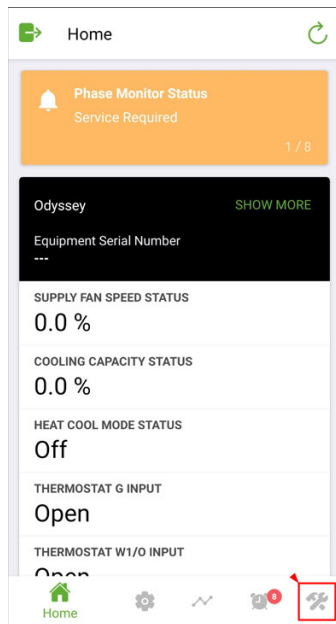 Home
Phase Monitor Status
Service Required
1 / 8
Odyssey
SHOW MORE
Equipment Serial Number
---
SUPPLY FAN SPEED STATUS
0.0 %
COOLING CAPACITY STATUS
0.0 %
HEAT COOL MODE STATUS
Off
THERMOSTAT G INPUT
Open
THERMOSTAT W1/O INPUT
Open
8
Home